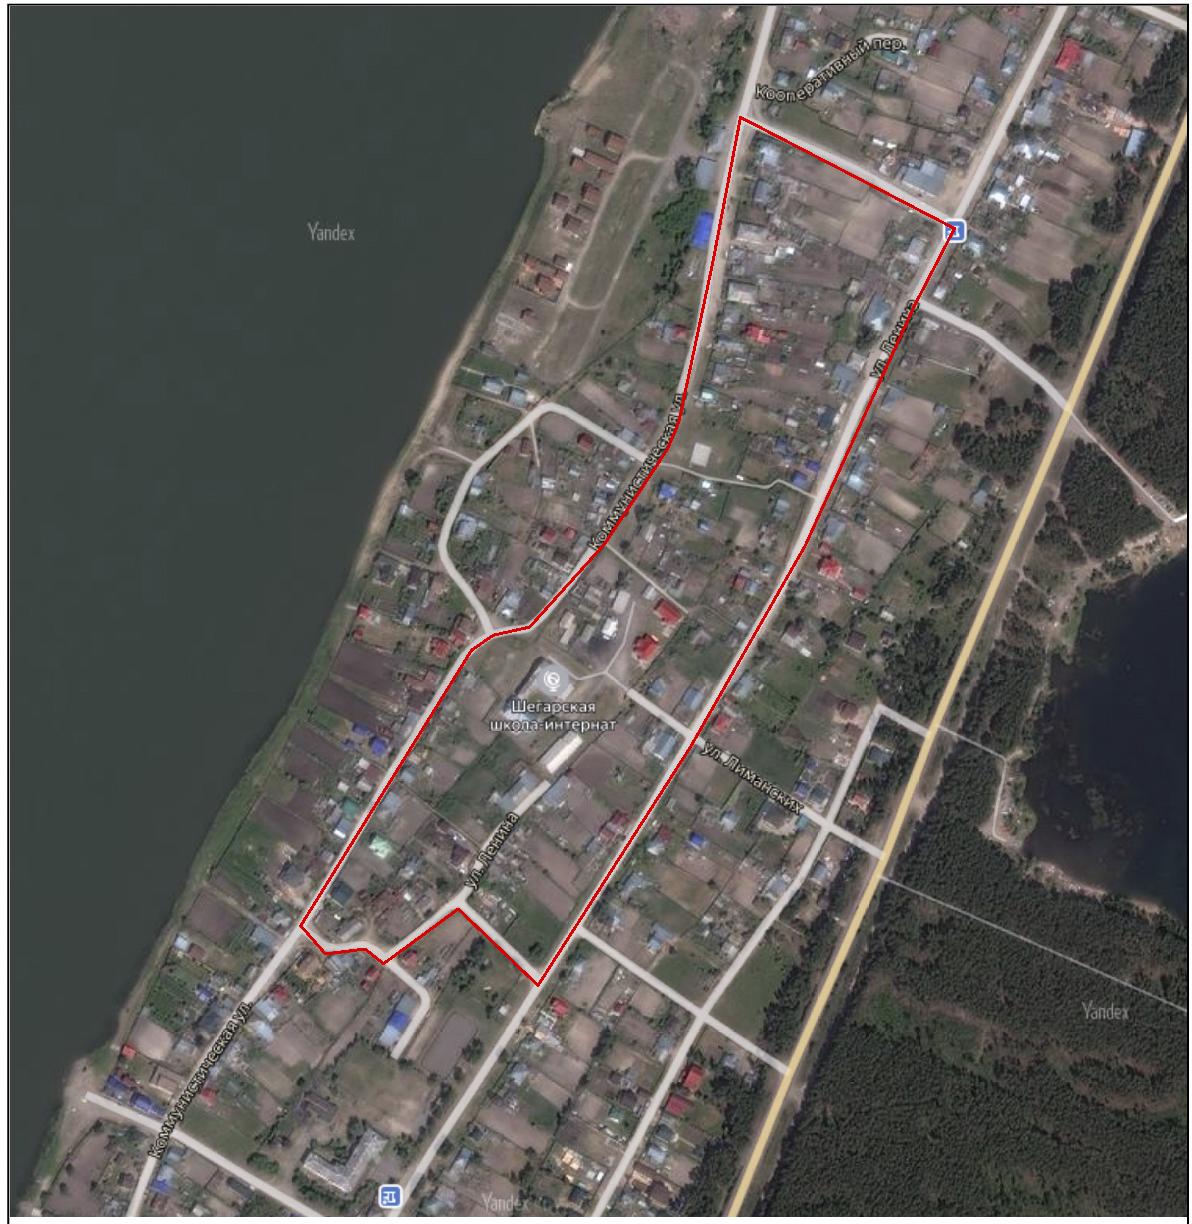 Кооперативный пер.
Yandex
ул. Ленина
Коммунистическая ул.
Шегарская
школа-интернат
ул. Лиманских
ул. Ленина
Коммунистическая ул.
Yandex
Yandex